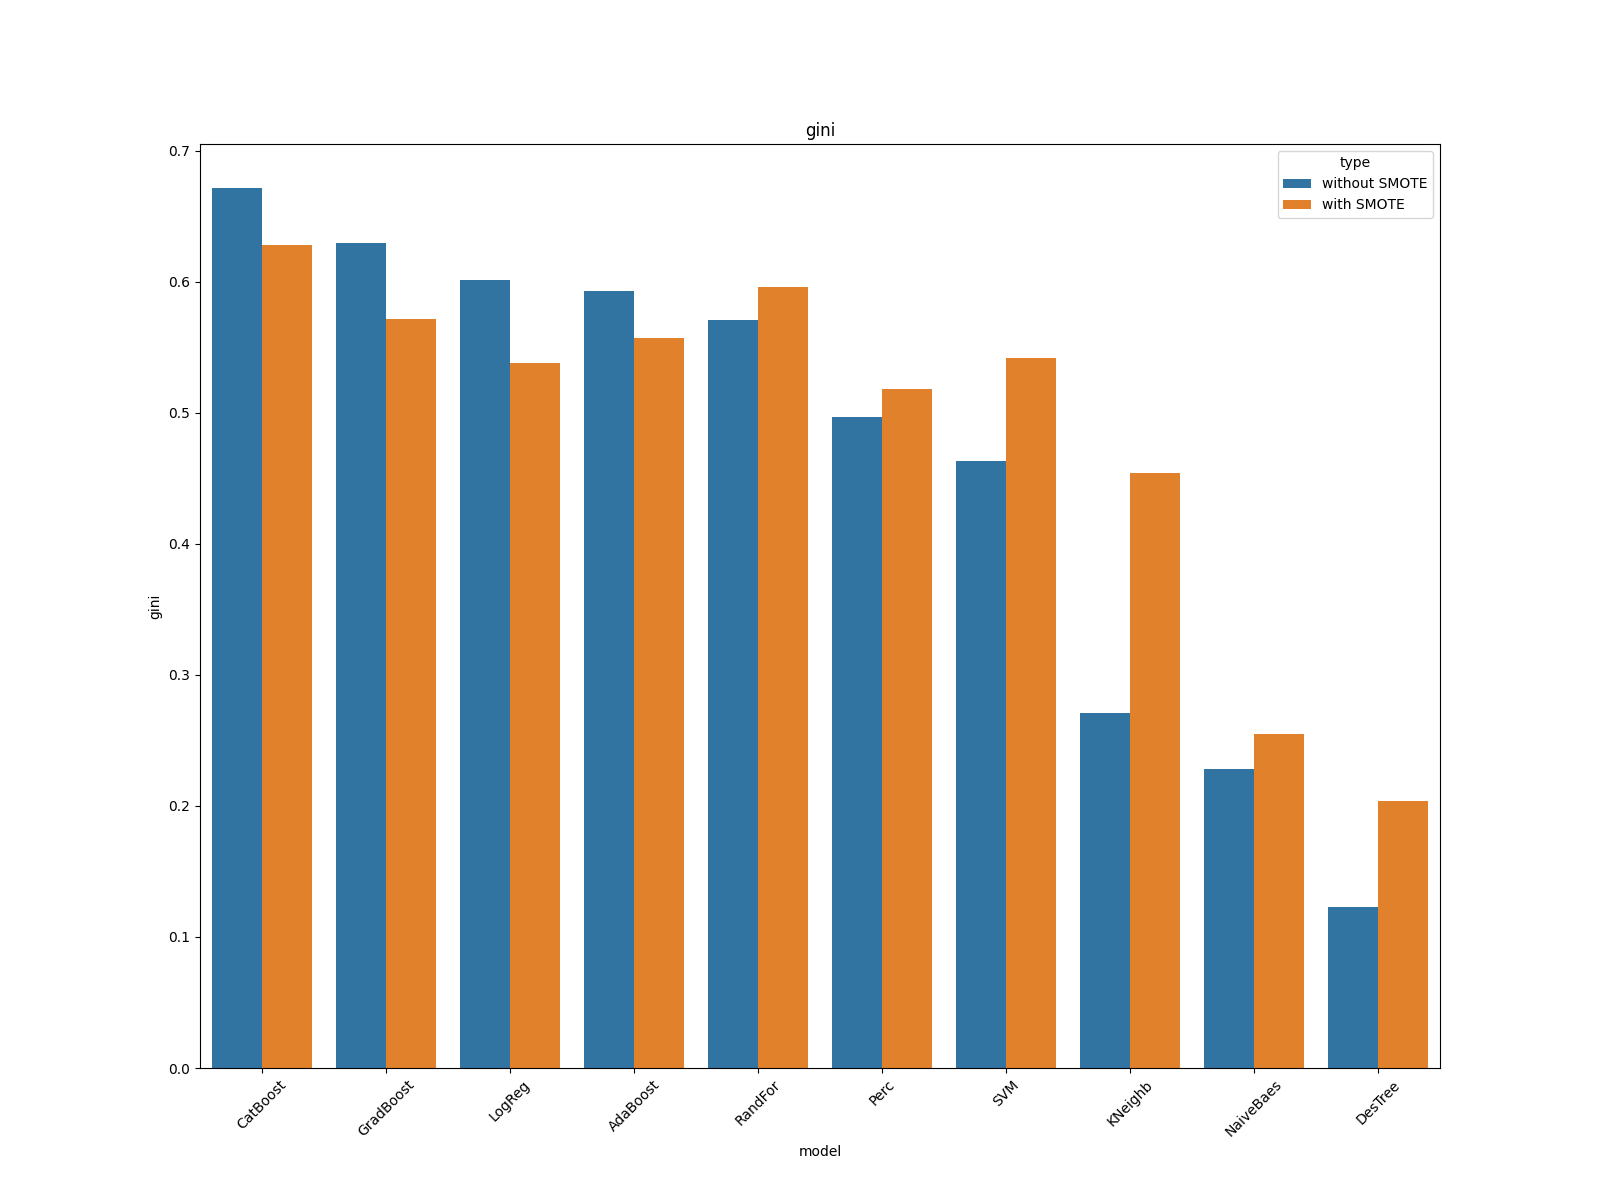 gini
type
without SMOTE
with SMOTE
0.7
0.6
0.5
0.4
0.3
0.2
0.1
0.0
gini
CatBoost
GradBoost
LogReg
AdaBoost
RandFor
Perc
SVM
KNeighb
NaiveBaes
DesTree
model